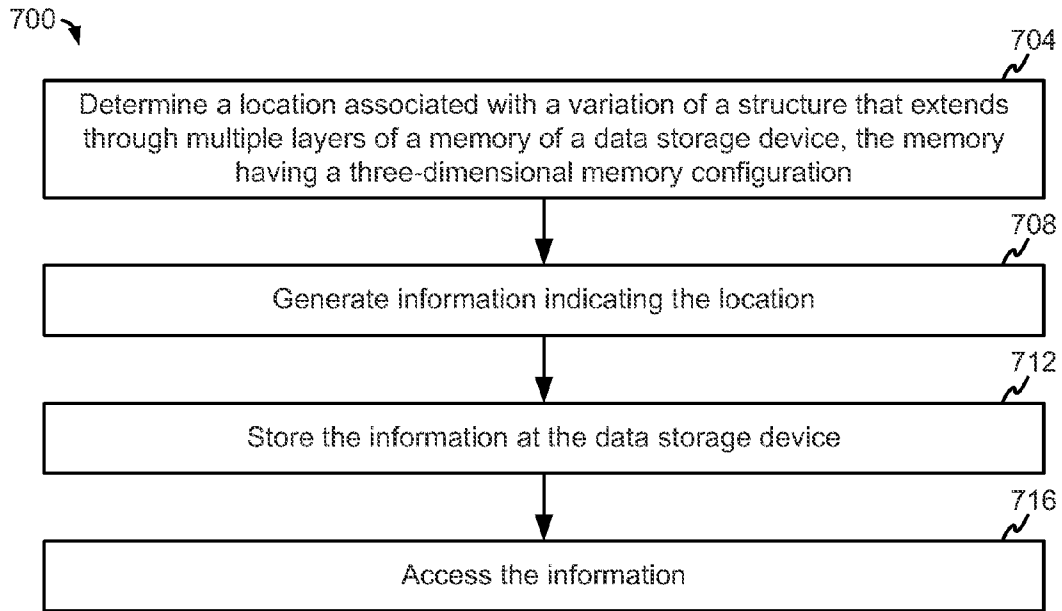 700
704
Determine a location associated with a variation of a structure that extends
through multiple layers of a memory of a data storage device, the memory
having a three-dimensional memory configuration
708
Generate information indicating the location
712
Store the information at the data storage device
716
Access the information